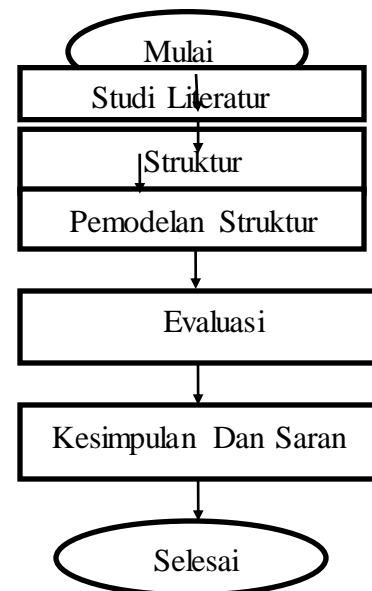 Mulai
Studi Literatur
Struktur
Pemodelan Struktur
Evaluasi
Kesimpulan Dan Saran
Selesai